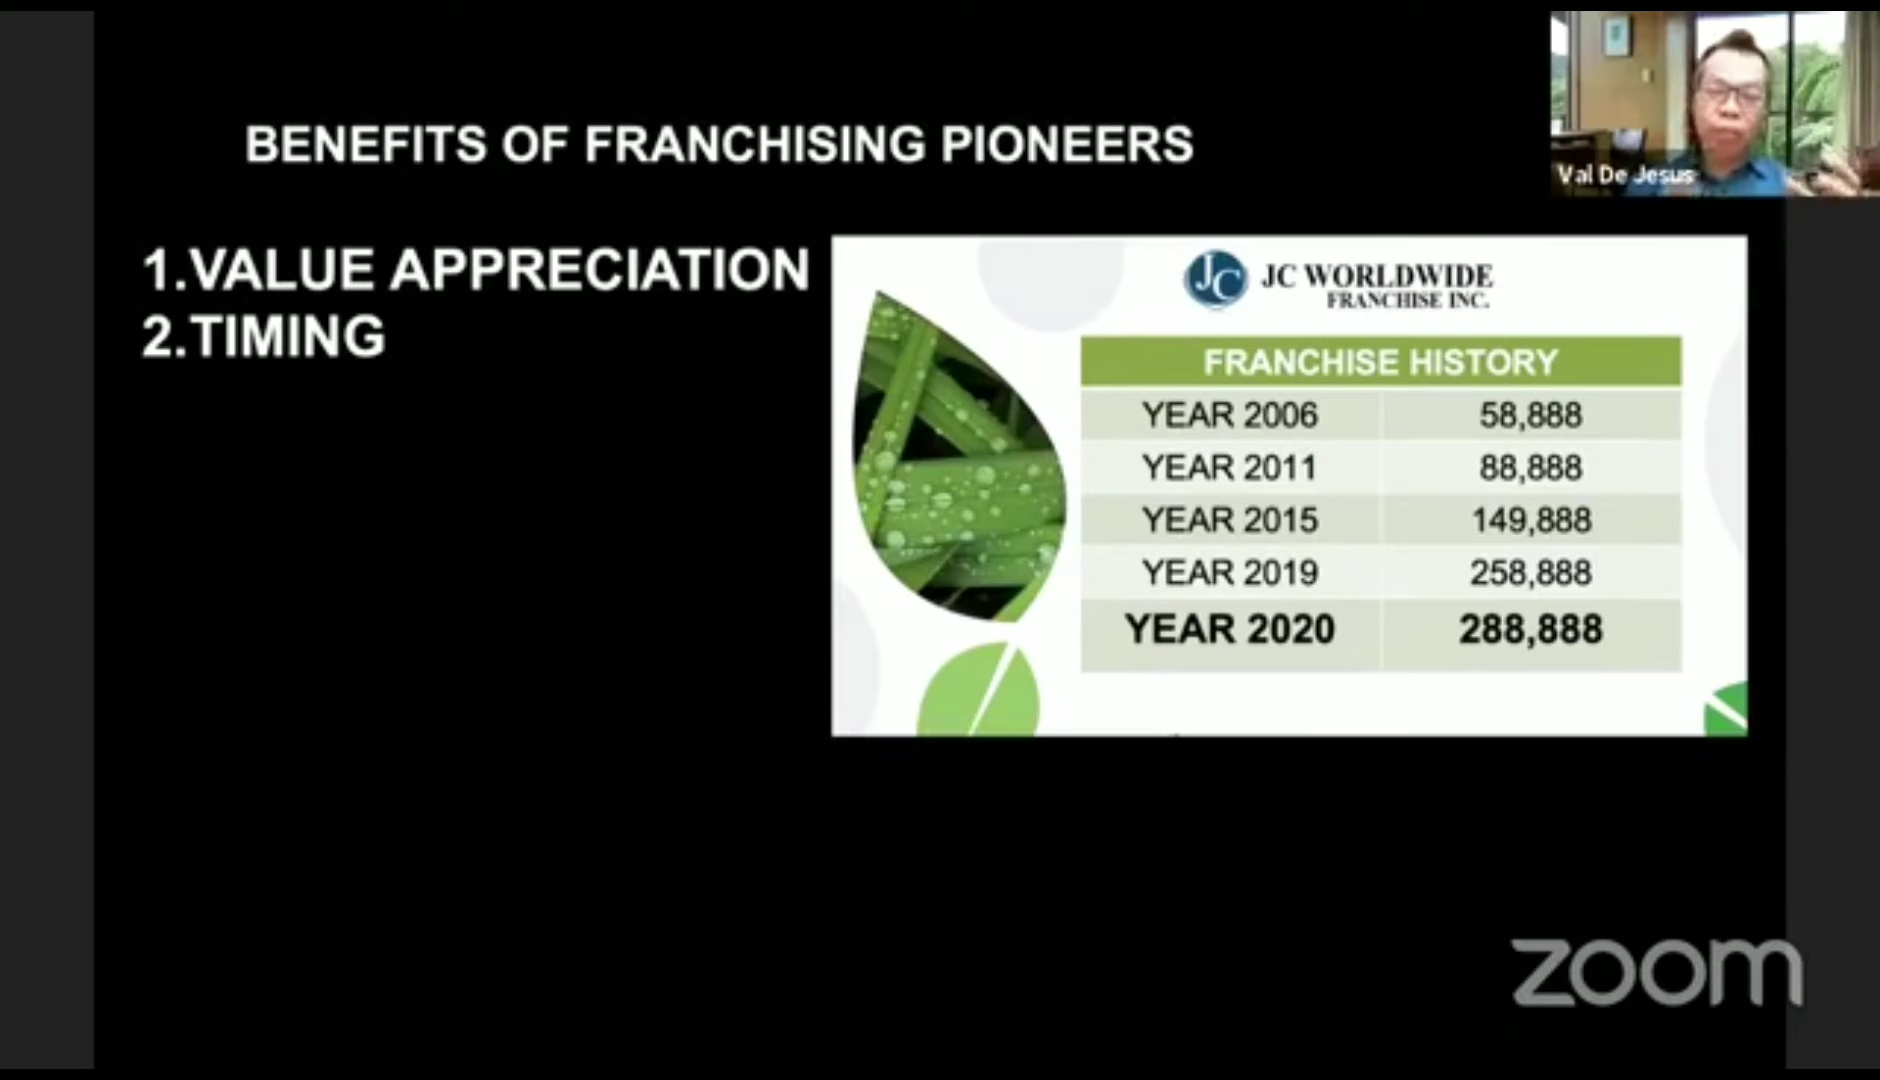 BENEFITS OF FRANCHISING PIONEERS
Val De Jesus
1.VALUE APPRECIATION
2.TIMING
JC
JC WORLDWIDE
FRANCHISE INC.
FRANCHISE HISTORY
YEAR 2006 58,888
YEAR 2011 88,888
YEAR 2015 149,888
YEAR 2019 258,888
YEAR 2020 288,888
zoom